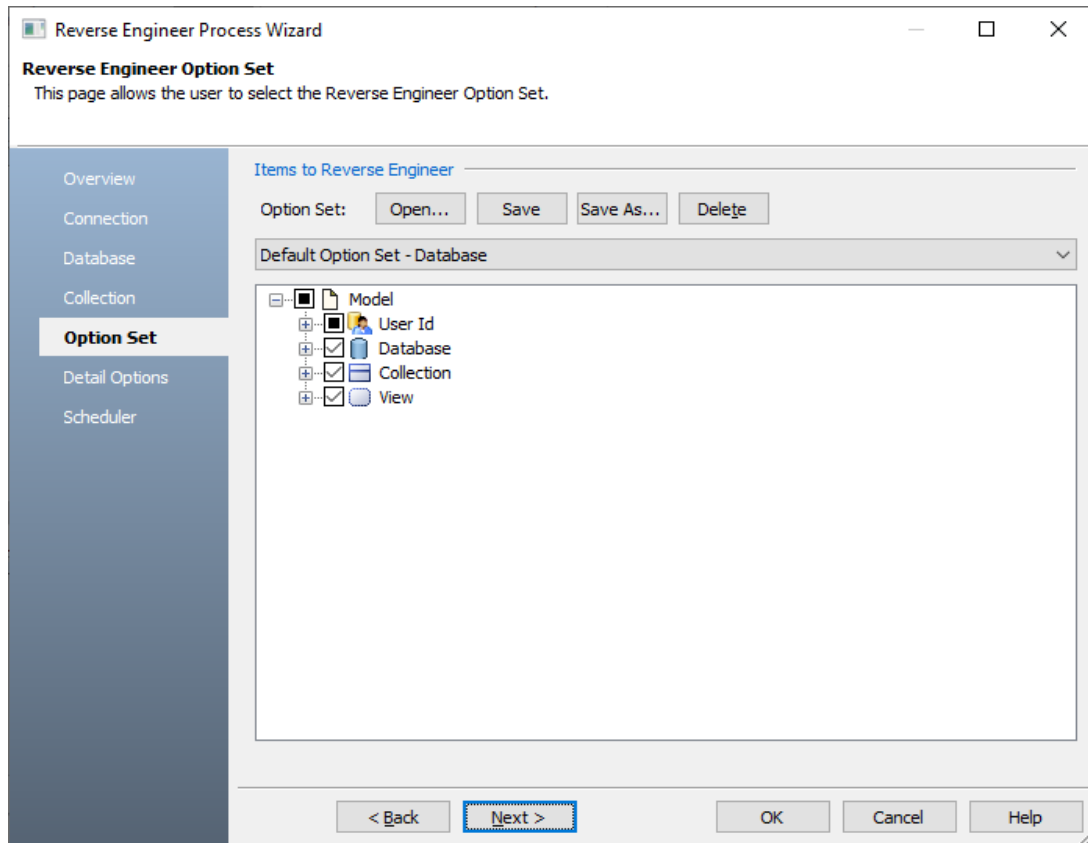 Reverse Engineer Process Wizard
Reverse Engineer Option Set
This page allows the user to select the Reverse Engineer Option Set.
Overview
Connection
Database
Collection
Option Set
Detail Options
Scheduler
Items to Reverse Engineer
Option Set: Open... Save Save As... Delete
Default Option Set - Database
Model
User Id
Database
Collection
View
< Back Next > OK Cancel Help